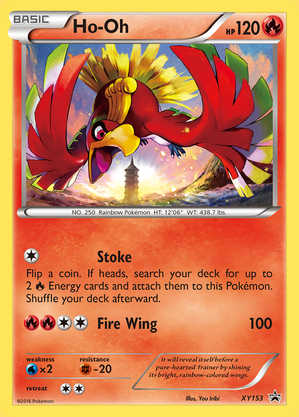 BASIC
Ho-Oh
HP 120
NO. 250 Rainbow Pokémon HT: 12'06" WT: 438.7 lbs.
Stoke
Flip a coin. If heads, search your deck for up to
2 Energy cards and attach them to this Pokémon.
Shuffle your deck afterward.
Fire Wing 100
weakness
×2
resistance
-20
retreat
It will reveal itself before a
pure-hearted Trainer by shining
its bright, rainbow-colored wings.
Illus. You Iribi
XY153
©2016 Pokémon